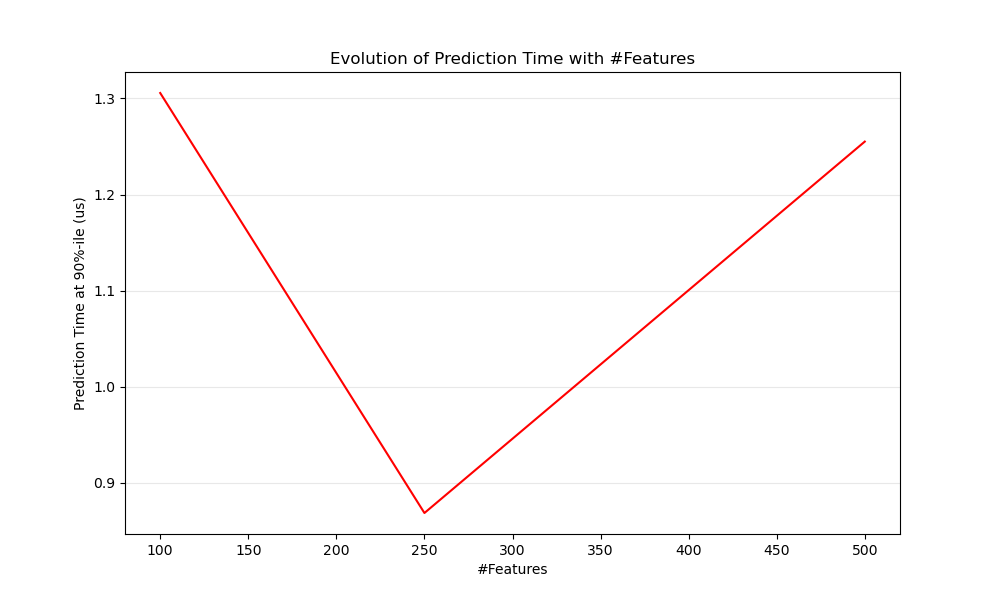 Evolution of Prediction Time with #Features
Prediction Time at 90%-ile (us)
1.3
1.2
1.1
1.0
0.9
100 150 200 250 300 350 400 450 500
#Features